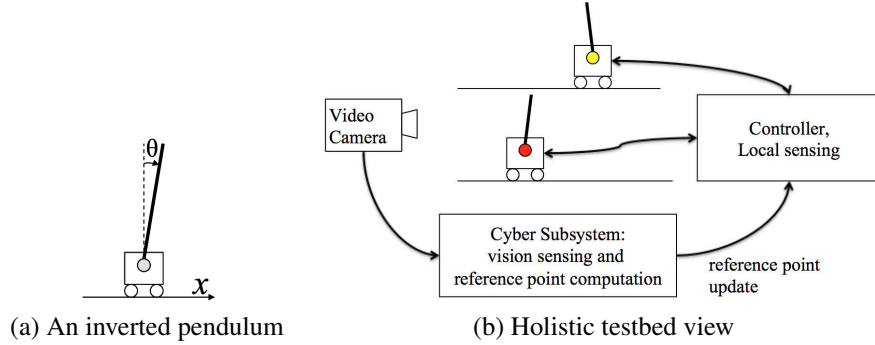 θ
x
(a) An inverted pendulum
Video
Camera
Controller,
Local sensing
Cyber Subsystem:
vision sensing and
reference point computation
reference point
update
(b) Holistic testbed view